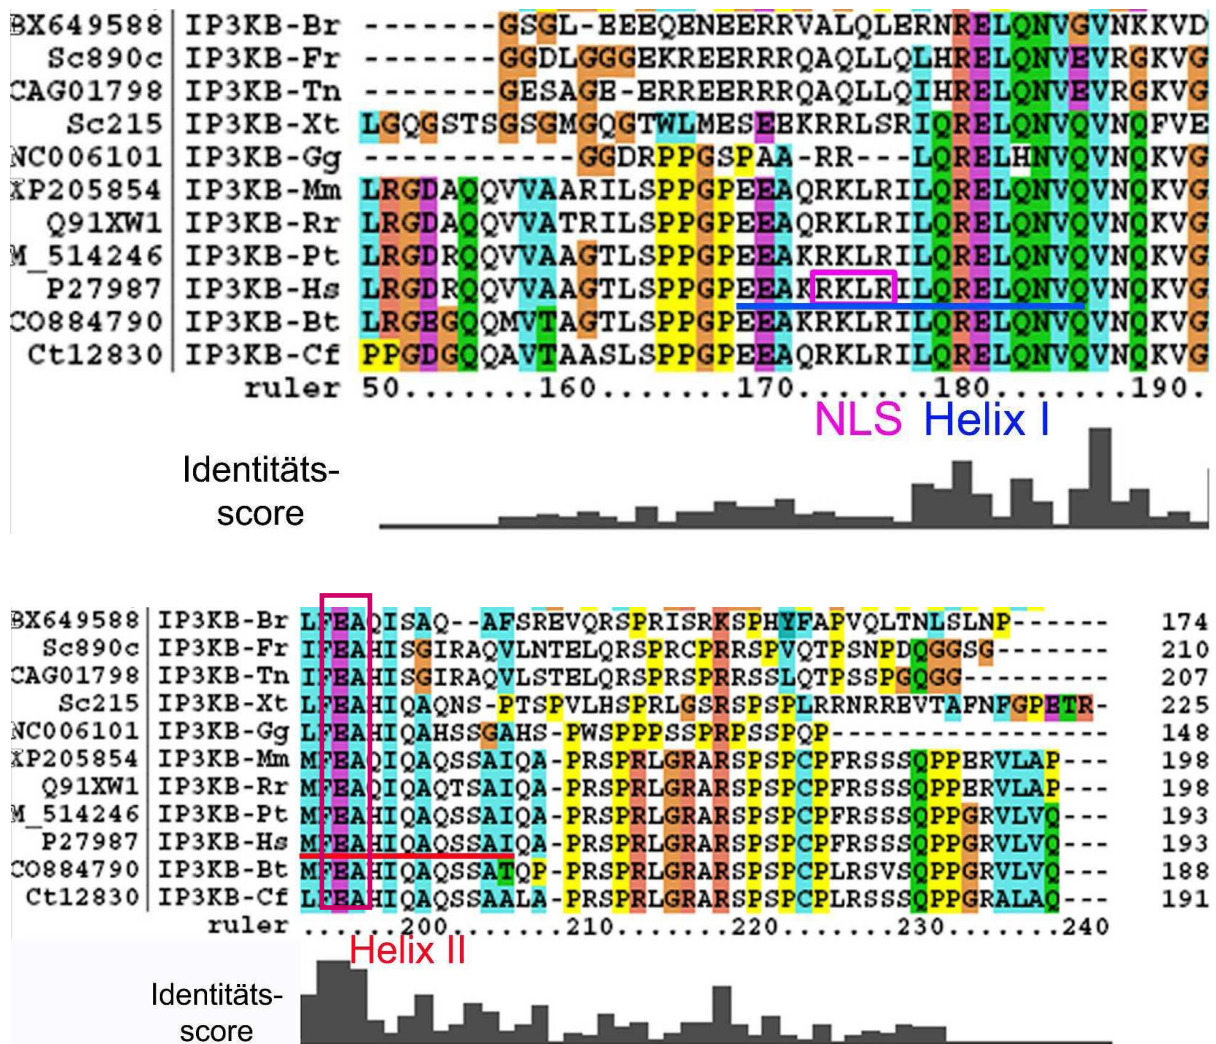 BX649588 IP3KB-Br -------GSGL-EEEQENEERRVALQLERNRELQNVGVNKKVD
Sc890c IP3KB-Fr -------GGDLGGGEKREERRRQAQLLQLHRELQNVEVRGKVG
CAG01798 IP3KB-Tn -------GESAGE-ERREERRRQAQLLQIHRELQNVEVRGKVG
Sc215 IP3KB-Xt LGQGSTSGSGMGQGTWLMESEEKRRLSRIQRELQNVQVNQFVE
NC006101 IP3KB-Gg -----------GGDRPPGSPAA-RR---LQRELHNVQVNQKVG
XP205854 IP3KB-Mm LRGDAQQVVAARILSPPGPEEAQRKLRILQRELQNVQVNQKVG
Q91XW1 IP3KB-Rr LRGDAQQVVATRILSPPGPEEAQRKLRILQRELQNVQVNQKVG
M_514246 IP3KB-Pt LRGDRQQVVAAGTLSPPGPEEAKRKLRILQRELQNVQVNQKVG
P27987 IP3KB-Hs LRGDRQQVVAAGTLSPPGPEEAKRKLRILQRELQNVQVNQKVG
CO884790 IP3KB-Bt LRGEGQQMVTAGTLSPPGPEEAKRKLRILQRELQNVQVNQKVG
Ct12830 IP3KB-Cf PPGDGQQAVTAASLSPPGPEEAQRKLRILQRELQNVQVNQKVG
ruler 50.......160.......170.......180.......190.
NLS Helix I
Identitäts-
score
BX649588 IP3KB-Br LFEAQISAQ--AFSREVQRSPRISRKSPHYFAPVQLTNLSLNP------ 174
Sc890c IP3KB-Fr IFEAHISGIRAQVLNTELQRSPRCPRRSPVQTPSNPDQGGSG------- 210
CAG01798 IP3KB-Tn IFEAHISGIRAQVLSTELQRSPRSPRRSSLQTPSSPGQGG--------- 207
Sc215 IP3KB-Xt LFEAHIQAQNS-PTSPVLHSPRLGSRSPSPLRRNRREVTAFNFGPETR- 225
NC006101 IP3KB-Gg LFEAHIQAHSSGAHS-PWSPPPSSPRPSSPQP----------------- 148
XP205854 IP3KB-Mm MFEAHIQAQSSAIQA-PRSPRLGRARSPSPCPFRSSSQPPERVLAP--- 198
Q91XW1 IP3KB-Rr MFEAHIQAQTSAIQA-PRSPRLGRARSPSPCPFRSSSQPPERVLAP--- 198
M_514246 IP3KB-Pt MFEAHIQAQSSAIQA-PRSPRLGRARSPSPCPFRSSSQPPGRVLVQ--- 193
P27987 IP3KB-Hs MFEAHIQAQSSAIQA-PRSPRLGRARSPSPCPFRSSSQPPGRVLVQ--- 193
CO884790 IP3KB-Bt MFEAHIQAQSSATQP-PRSPRLGRARSPSPCPLRSVSQPPGRVLVQ--- 188
Ct12830 IP3KB-Cf LFEAHIQAQSSAALA-PRSPRLGRARSPSPCPLRSSSQPPGRALAQ--- 191
ruler ......200.......210.......220.......230.......240
Helix II
Identitäts-
score